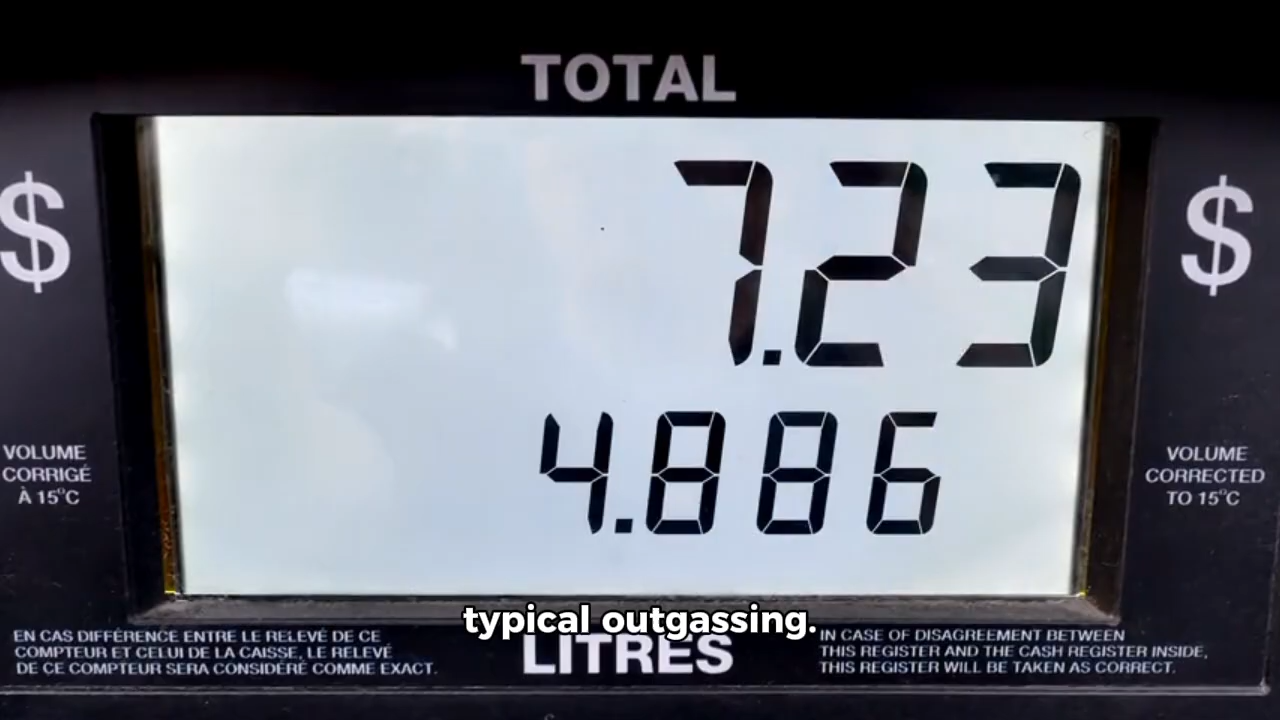 TOTAL
$
$
7.23
4.886
VOLUME
CORRIGÉ
À 15°C
VOLUME
CORRECTED
TO 15°C
typical outgassing.
LITRES
EN CAS DIFFÉRENCE ENTRE LE RELEVÉ DE CE
COMPTEUR ET CELUI DE LA CAISSE, LE RELEVÉ
DE CE COMPTEUR SERA CONSIDÉRÉ COMME EXACT.
IN CASE OF DISAGREEMENT BETWEEN
THIS REGISTER AND THE CASH REGISTER INSIDE,
THIS REGISTER WILL BE TAKEN AS CORRECT.